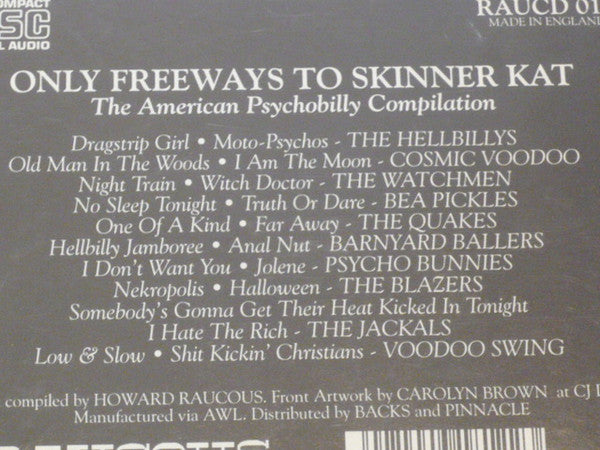 COMPACT
DISC
AL AUDIO
RAUCD 01
MADE IN ENGLAND
ONLY FREEWAYS TO SKINNER KAT
The American Psychobilly Compilation
Dragstrip Girl • Moto-Psychos - THE HELLBILLYS
Old Man In The Woods • I Am The Moon - COSMIC VOODOO
Night Train • Witch Doctor - THE WATCHMEN
No Sleep Tonight • Truth Or Dare - BEA PICKLES
One Of A Kind • Far Away - THE QUAKES
Hellbilly Jamboree • Anal Nut - BARNYARD BALLERS
I Don't Want You • Jolene - PSYCHO BUNNIES
Nekropolis • Halloween - THE BLAZERS
Somebody's Gonna Get Their Heat Kicked In Tonight
I Hate The Rich - THE JACKALS
Low & Slow • Shit Kickin' Christians - VOODOO SWING
compiled by HOWARD RAUCOUS. Front Artwork by CAROLYN BROWN at CJ
Manufactured via AWL. Distributed by BACKS and PINNACLE